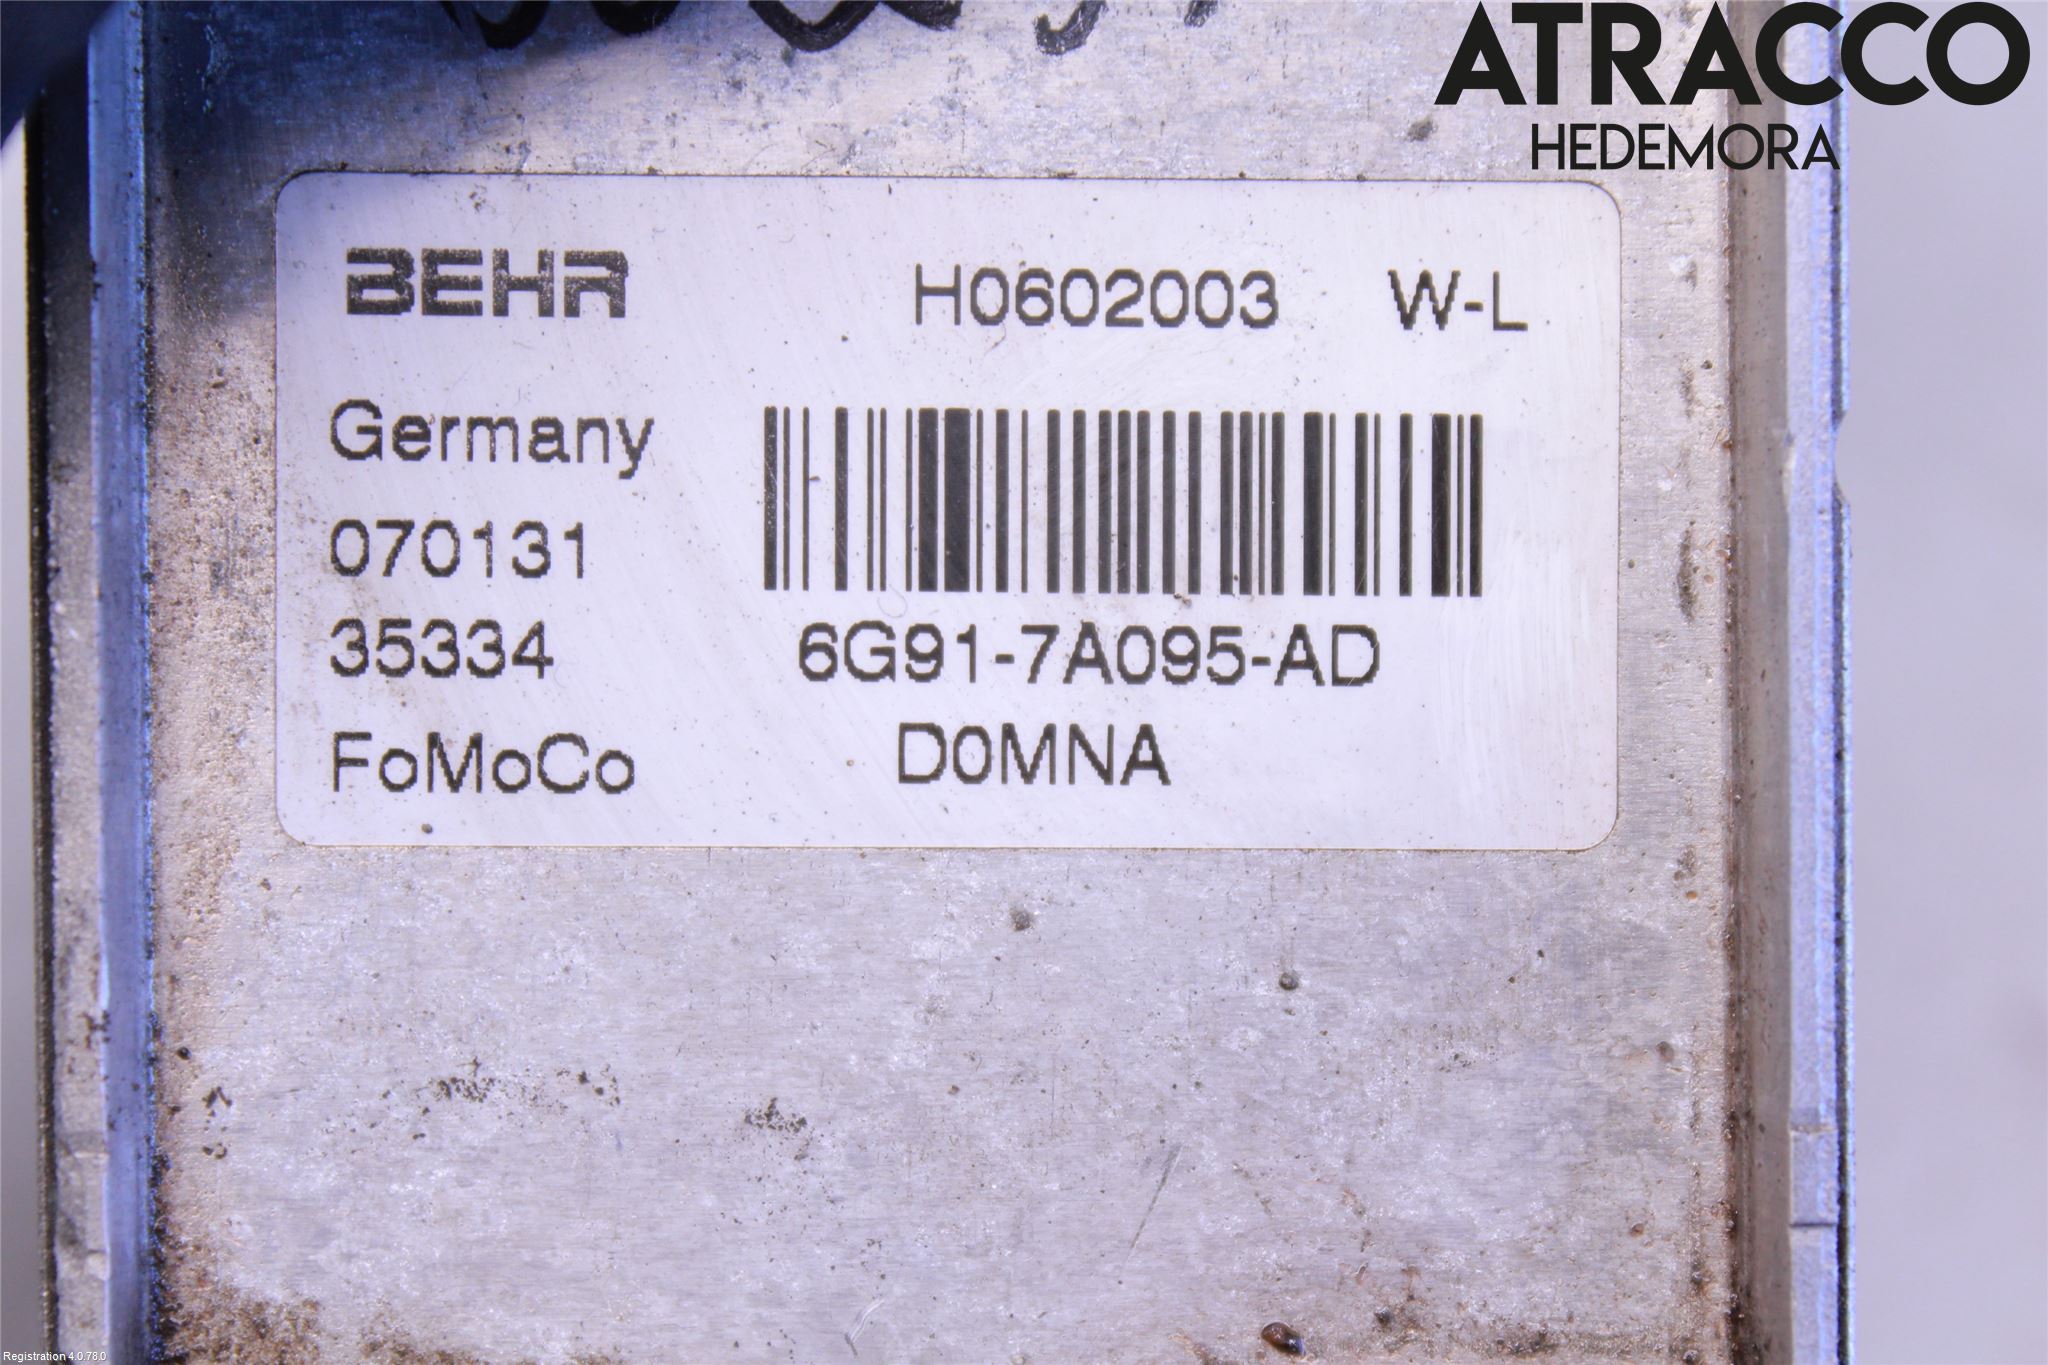 ATRACCO
HEDEMORA
BEHR H0602003 W-L
Germany
070131
35334 6G91-7A095-AD
FoMoCo D0MNA
Registration 4.0.78.0